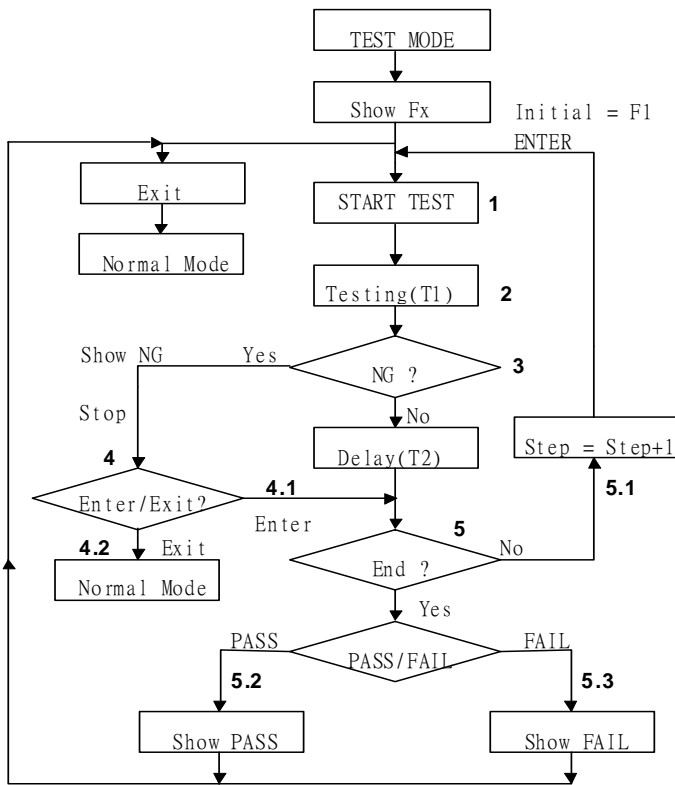 TEST MODE
Show Fx
Initial = F1
ENTER
Exit
START TEST
1
Normal Mode
Testing(T1)
2
Show NG
Yes
NG ?
3
Stop
No
Delay(T2)
Step = Step+1
4
Enter/Exit?
4.1
Enter
5.1
5
4.2
Exit
End ?
No
Normal Mode
Yes
PASS
PASS/FAIL
FAIL
5.2
5.3
Show PASS
Show FAIL